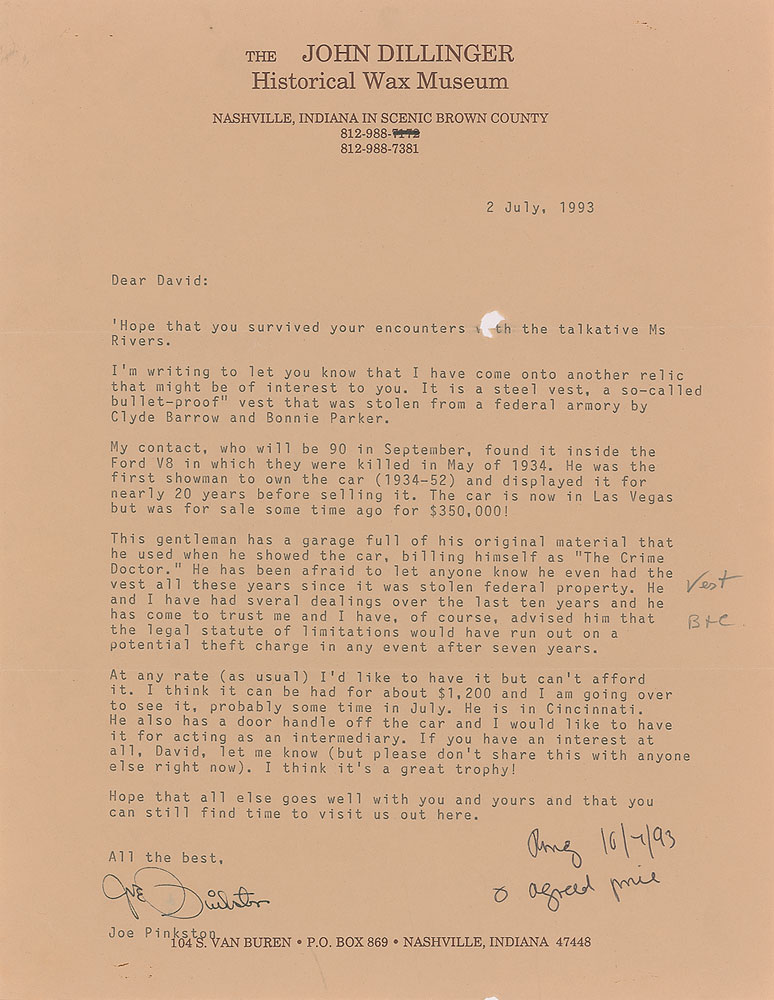 THE JOHN DILLINGER
Historical Wax Museum
NASHVILLE, INDIANA IN SCENIC BROWN COUNTY
812-988-7172
812-988-7381
2 July, 1993
Dear David:
'Hope that you survived your encounters with the talkative Ms
Rivers.
I'm writing to let you know that I have come onto another relic
that might be of interest to you. It is a steel vest, a so-called
bullet-proof" vest that was stolen from a federal armory by
Clyde Barrow and Bonnie Parker.
My contact, who will be 90 in September, found it inside the
Ford V8 in which they were killed in May of 1934. He was the
first showman to own the car (1934-52) and displayed it for
nearly 20 years before selling it. The car is now in Las Vegas
but was for sale some time ago for $350,000!
This gentleman has a garage full of his original material that
he used when he showed the car, billing himself as "The Crime
Doctor." He has been afraid to let anyone know he even had the
vest all these years since it was stolen federal property. He
and I have had sveral dealings over the last ten years and he
has come to trust me and I have, of course, advised him that
the legal statute of limitations would have run out on a
potential theft charge in any event after seven years.
Vest
B+C.
At any rate (as usual) I'd like to have it but can't afford
it. I think it can be had for about $1,200 and I am going over
to see it, probably some time in July. He is in Cincinnati.
He also has a door handle off the car and I would like to have
it for acting as an intermediary. If you have an interest at
all, David, let me know (but please don't share this with anyone
else right now). I think it's a great trophy!
Hope that all else goes well with you and yours and that you
can still find time to visit us out here.
All the best,
10/7/93
agreed price
Joe Pinkston
Joe Pinkston
104 S. VAN BUREN • P.O. BOX 869 • NASHVILLE, INDIANA 47448